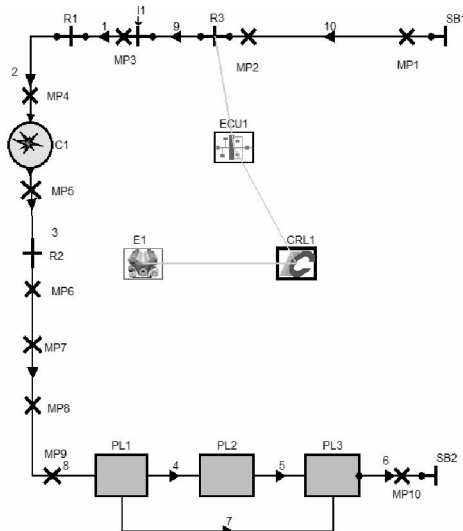 R1 1 I1 9 R3 10 SB1
MP3 MP2 MP1
2
MP4
ECU1
C1
MP5
3
E1 CRL1
R2
MP6
MP7
MP8
MP9 PL1 PL2 PL3
8 4 5 6 SB2
MP10
7